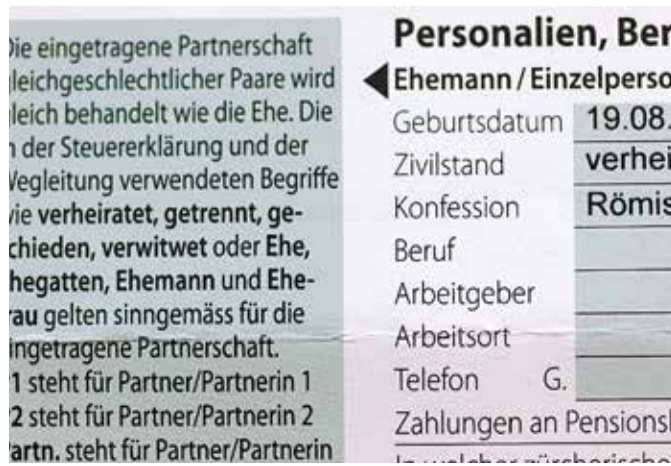 Die eingetragene Partnerschaft
gleichgeschlechtlicher Paare wird
gleich behandelt wie die Ehe. Die
der Steuererklärung und der
Wegleitung verwendeten Begriffe
wie verheiratet, getrennt, ge-
schieden, verwitwet oder Ehe,
Ehegatten, Ehemann und Ehe-
frau gelten sinngemäss für die
eingetragene Partnerschaft.
1 steht für Partner/Partnerin 1
2 steht für Partner/Partnerin 2
Partn. steht für Partner/Partnerin
Personalien, Ber
Ehemann / Einzelperso
Geburtsdatum 19.08.
Zivilstand verhei
Konfession Römis
Beruf
Arbeitgeber
Arbeitsort
Telefon G.
Zahlungen an Pensionsk
In welcher zürcherische